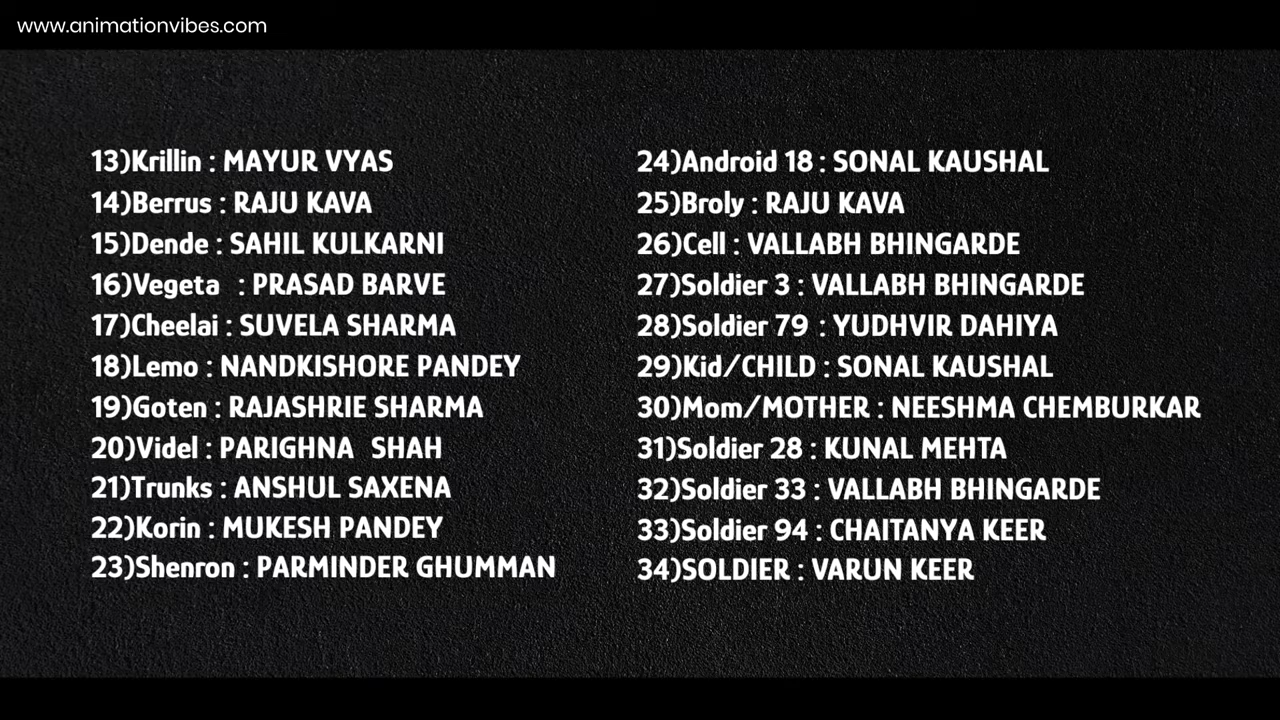 www.animationvibes.com
13)Krillin : MAYUR VYAS
14)Berrus : RAJU KAVA
15)Dende : SAHIL KULKARNI
16)Vegeta : PRASAD BARVE
17)Cheelai : SUVELA SHARMA
18)Lemo : NANDKISHORE PANDEY
19)Goten : RAJASHRIE SHARMA
20)Videl : PARIGHNA SHAH
21)Trunks : ANSHUL SAXENA
22)Korin : MUKESH PANDEY
23)Shenron : PARMINDER GHUMMAN
24)Android 18 : SONAL KAUSHAL
25)Broly : RAJU KAVA
26)Cell : VALLABH BHINGARDE
27)Soldier 3 : VALLABH BHINGARDE
28)Soldier 79 : YUDHVIR DAHIYA
29)Kid/CHILD : SONAL KAUSHAL
30)Mom/MOTHER : NEESHMA CHEMBURKAR
31)Soldier 28 : KUNAL MEHTA
32)Soldier 33 : VALLABH BHINGARDE
33)Soldier 94 : CHAITANYA KEER
34)SOLDIER : VARUN KEER